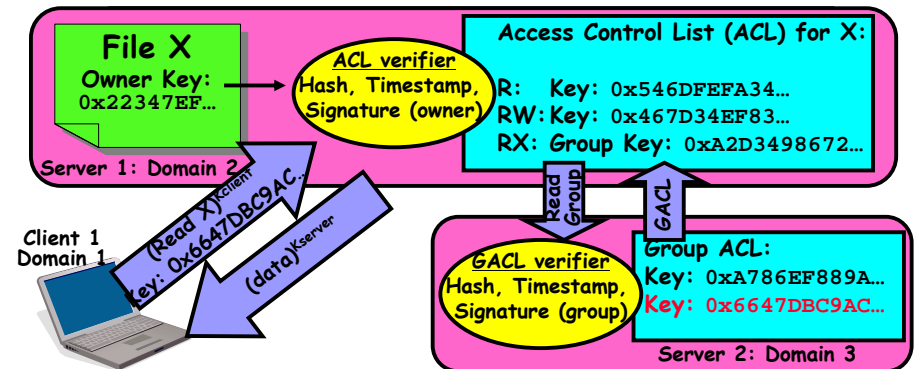 File X
Owner Key:
0x22347EF…
ACL verifier
Hash, Timestamp,
Signature (owner)
Access Control List (ACL) for X:
R: Key: 0x546DFEFA34…
RW: Key: 0x467D34EF83…
RX: Group Key: 0xA2D3498672…
Server 1: Domain 2
(Read X)Kclient
Key: 0x6647DBC9AC…
(data)Kserver
Client 1
Domain 1
Read
Group
GACL
GACL verifier
Hash, Timestamp,
Signature (group)
Group ACL:
Key: 0xA786EF889A…
Key: 0x6647DBC9AC…
Server 2: Domain 3